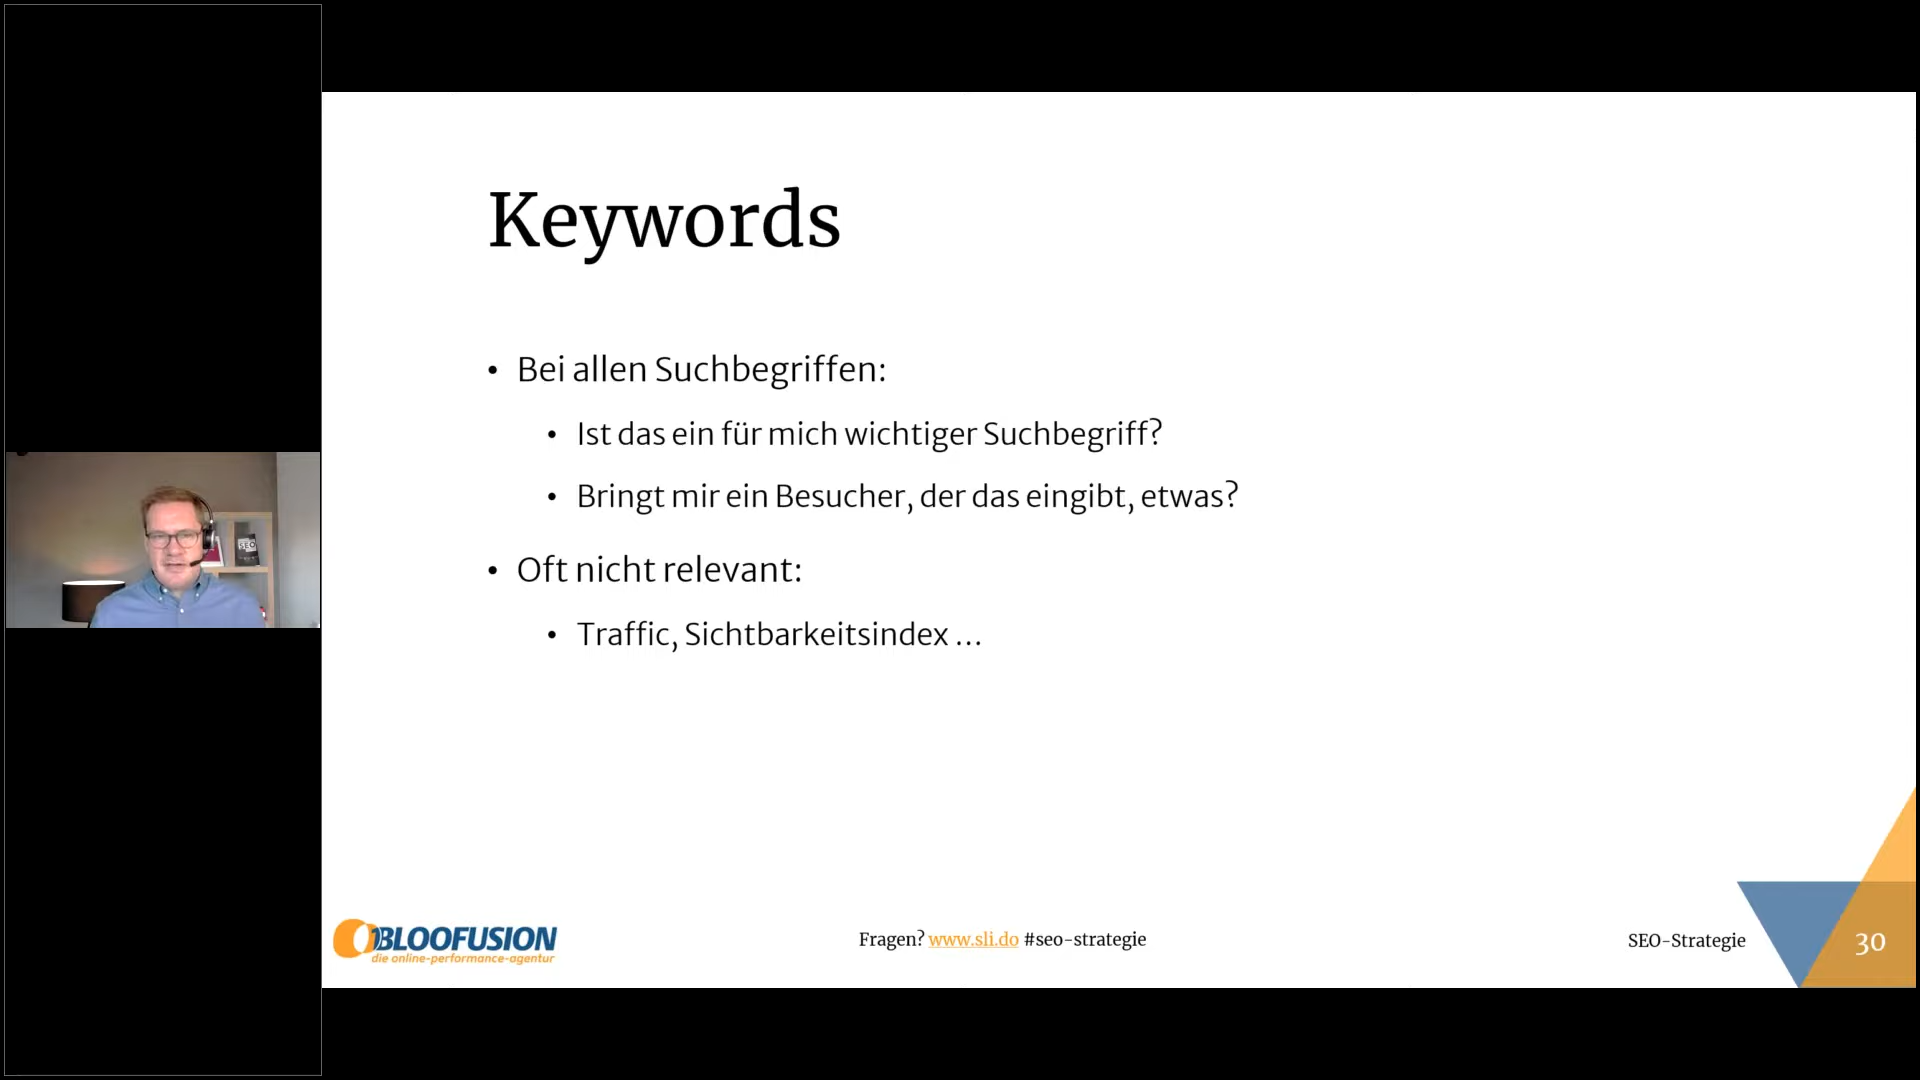 Keywords
• Bei allen Suchbegriffen:
• Ist das ein für mich wichtiger Suchbegriff?
• Bringt mir ein Besucher, der das eingibt, etwas?
• Oft nicht relevant:
• Traffic, Sichtbarkeitsindex …
SEO
BLOOFUSION
die online-performance-agentur
Fragen? www.sli.do #seo-strategie
SEO-Strategie
30